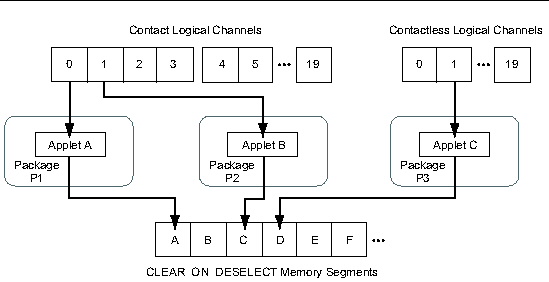 Contact Logical Channels
Contactless Logical Channels
0 1 2 3 4 5 ••• 19
0 1 ••• 19
Applet A
Applet B
Applet C
Package
P1
Package
P2
Package
P3
A B C D E F •••
CLEAR ON DESELECT Memory Segments